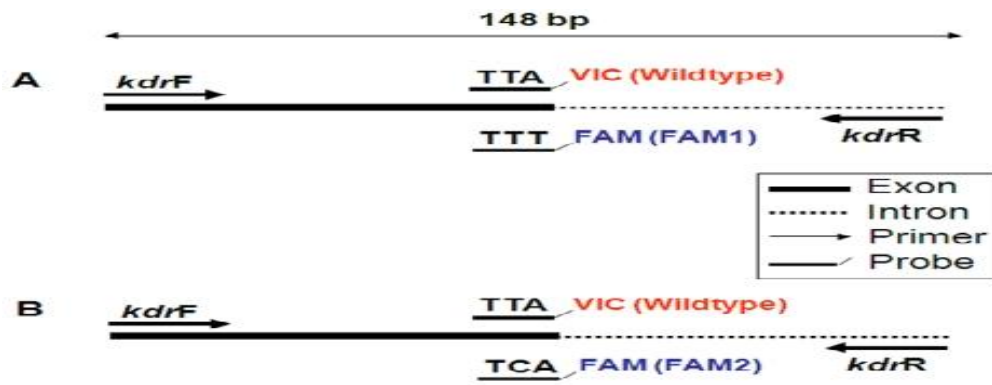 148 bp
A
kdrF
TTA VIC (Wildtype)
TTT FAM (FAM1)
kdrR
Exon
Intron
Primer
Probe
B
kdrF
TTA VIC (Wildtype)
TCA FAM (FAM2)
kdrR